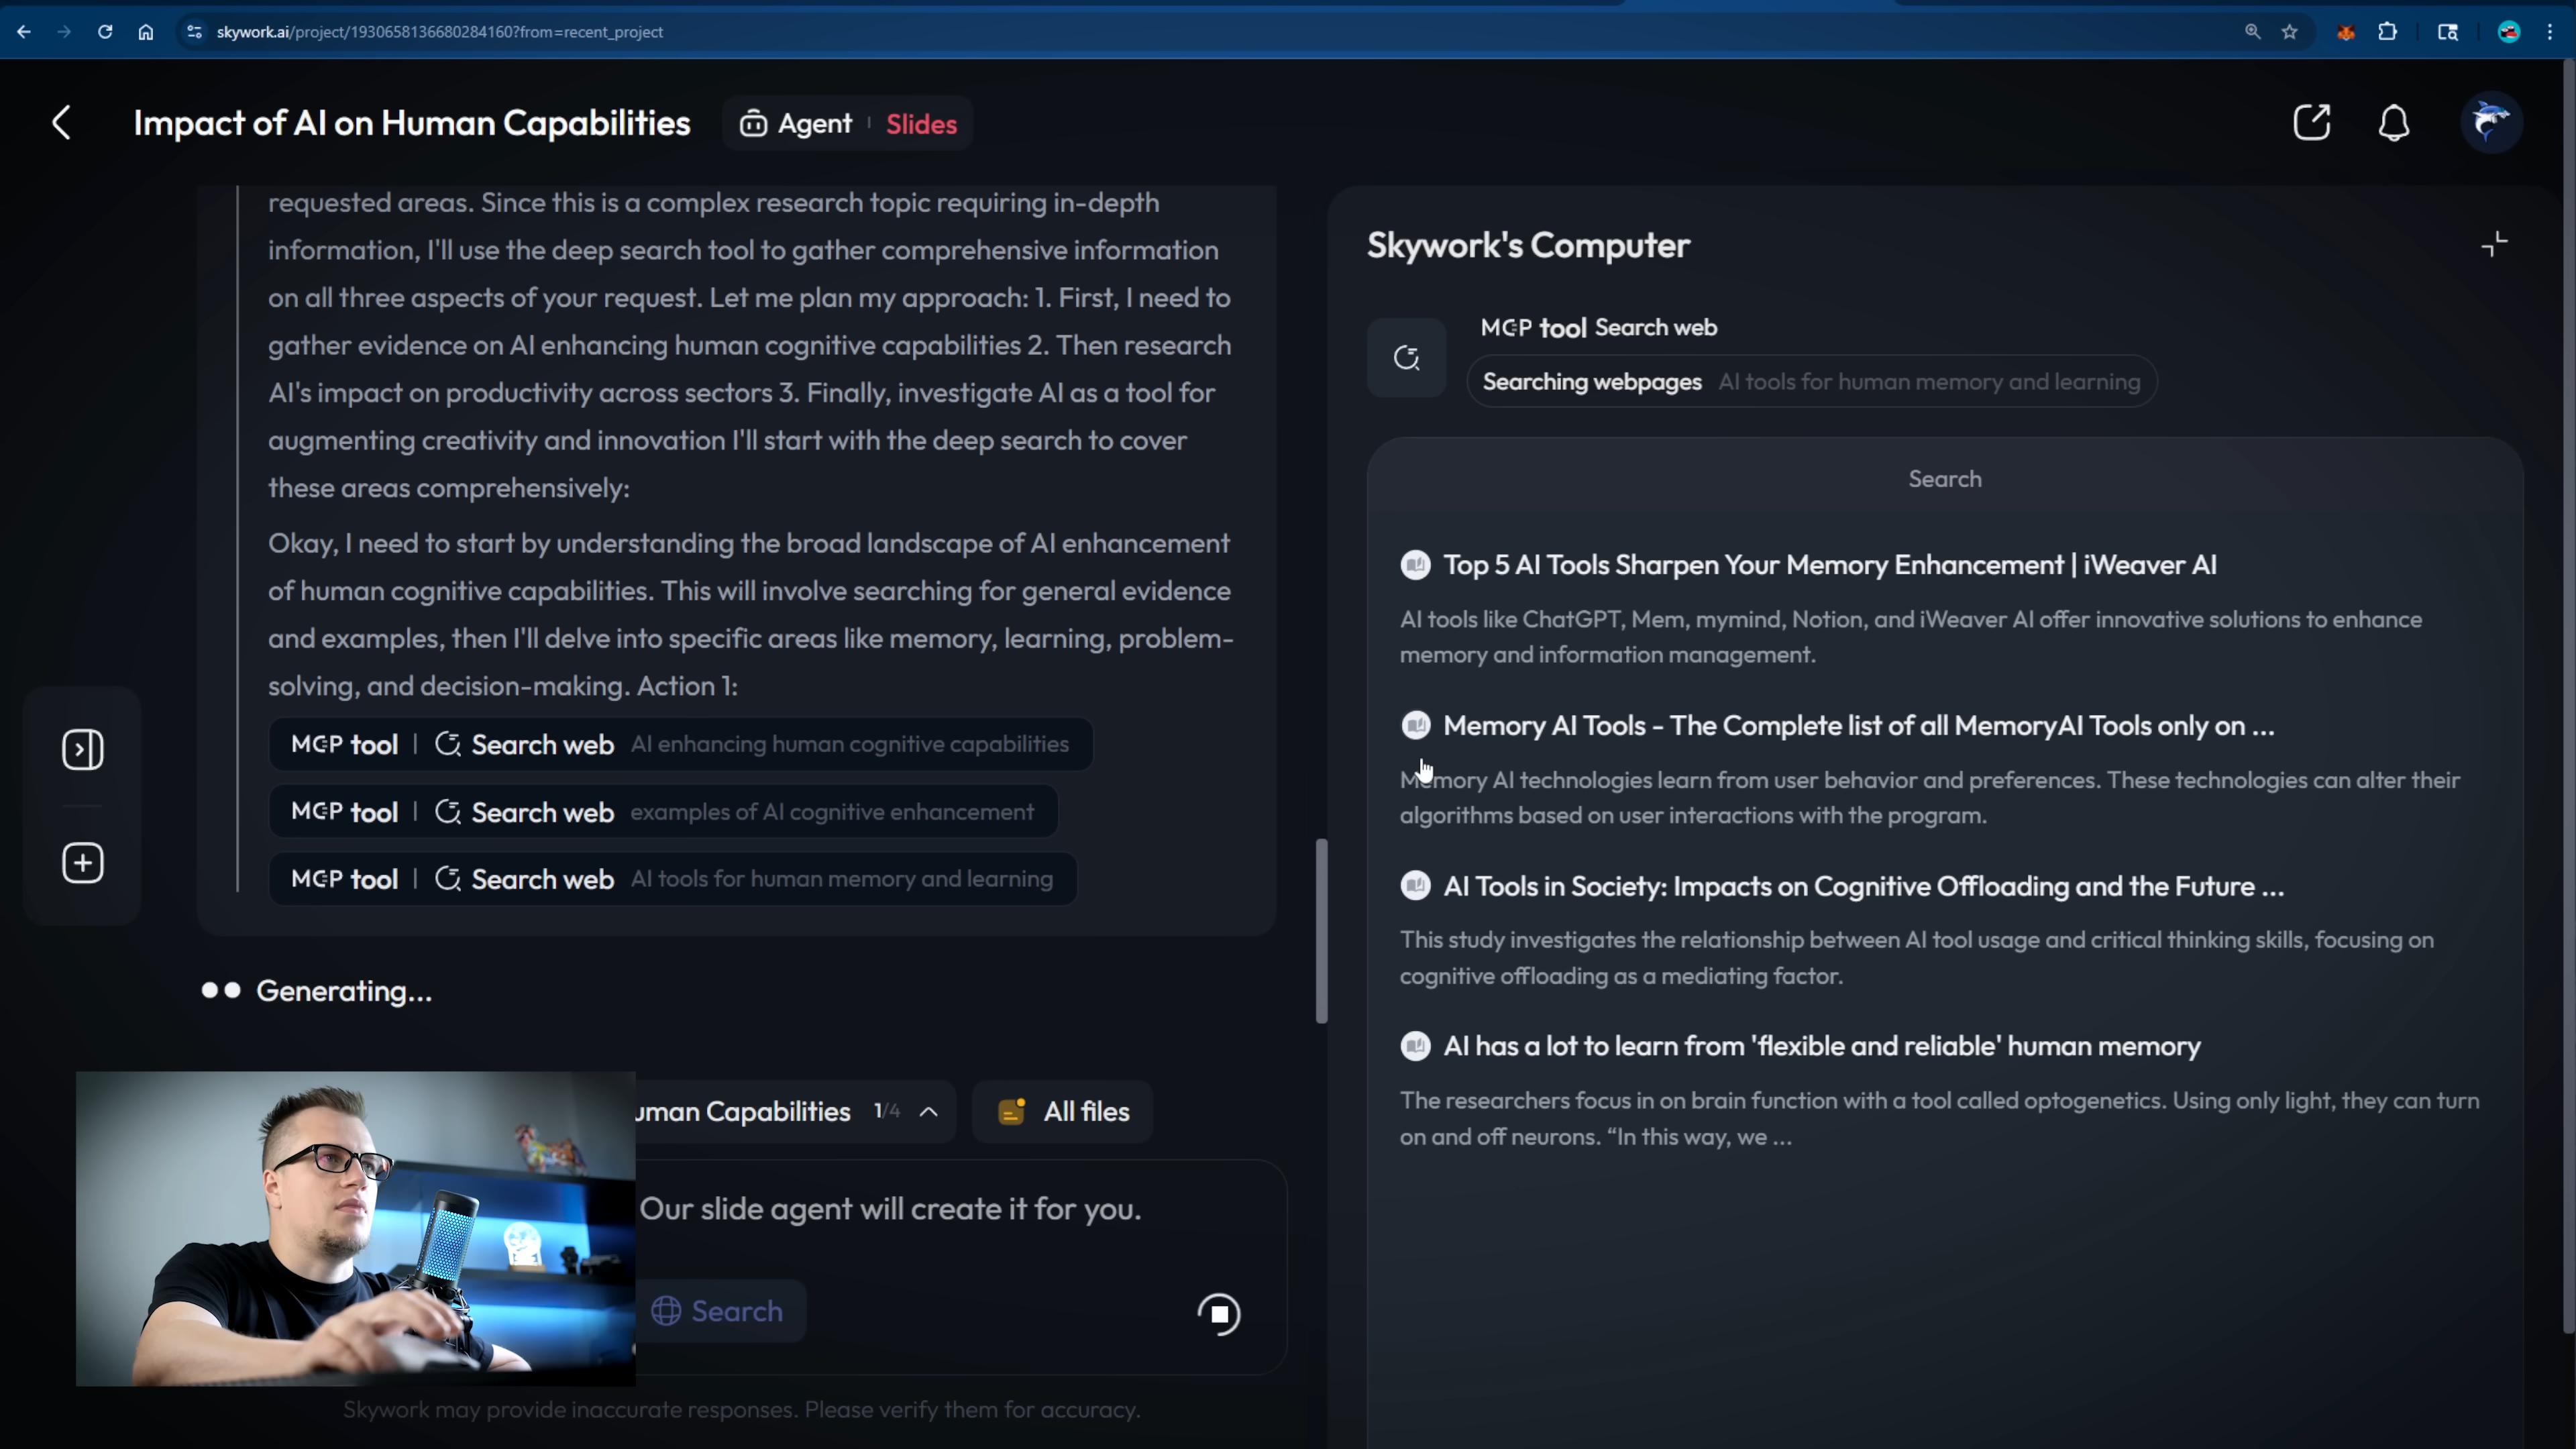 skywork.ai/project/1930658136680284160?from=recent_project
Impact of AI on Human Capabilities
Agent
Slides
requested areas. Since this is a complex research topic requiring in-depth
information, I'll use the deep search tool to gather comprehensive information
on all three aspects of your request. Let me plan my approach: 1. First, I need to
gather evidence on AI enhancing human cognitive capabilities 2. Then research
AI's impact on productivity across sectors 3. Finally, investigate AI as a tool for
augmenting creativity and innovation I'll start with the deep search to cover
these areas comprehensively:
Okay, I need to start by understanding the broad landscape of AI enhancement
of human cognitive capabilities. This will involve searching for general evidence
and examples, then I'll delve into specific areas like memory, learning, problem-
solving, and decision-making. Action 1:
MCP tool | Search web AI enhancing human cognitive capabilities
MCP tool | Search web examples of AI cognitive enhancement
MCP tool | Search web AI tools for human memory and learning
Generating...
uman Capabilities 1/4
All files
Our slide agent will create it for you.
Search
Skywork may provide inaccurate responses. Please verify them for accuracy.
Skywork's Computer
MCP tool Search web
Searching webpages AI tools for human memory and learning
Search
Top 5 AI Tools Sharpen Your Memory Enhancement | iWeaver AI
AI tools like ChatGPT, Mem, mymind, Notion, and iWeaver AI offer innovative solutions to enhance
memory and information management.
Memory AI Tools - The Complete list of all MemoryAI Tools only on ...
Memory AI technologies learn from user behavior and preferences. These technologies can alter their
algorithms based on user interactions with the program.
AI Tools in Society: Impacts on Cognitive Offloading and the Future ...
This study investigates the relationship between AI tool usage and critical thinking skills, focusing on
cognitive offloading as a mediating factor.
AI has a lot to learn from 'flexible and reliable' human memory
The researchers focus in on brain function with a tool called optogenetics. Using only light, they can turn
on and off neurons. “In this way, we ...